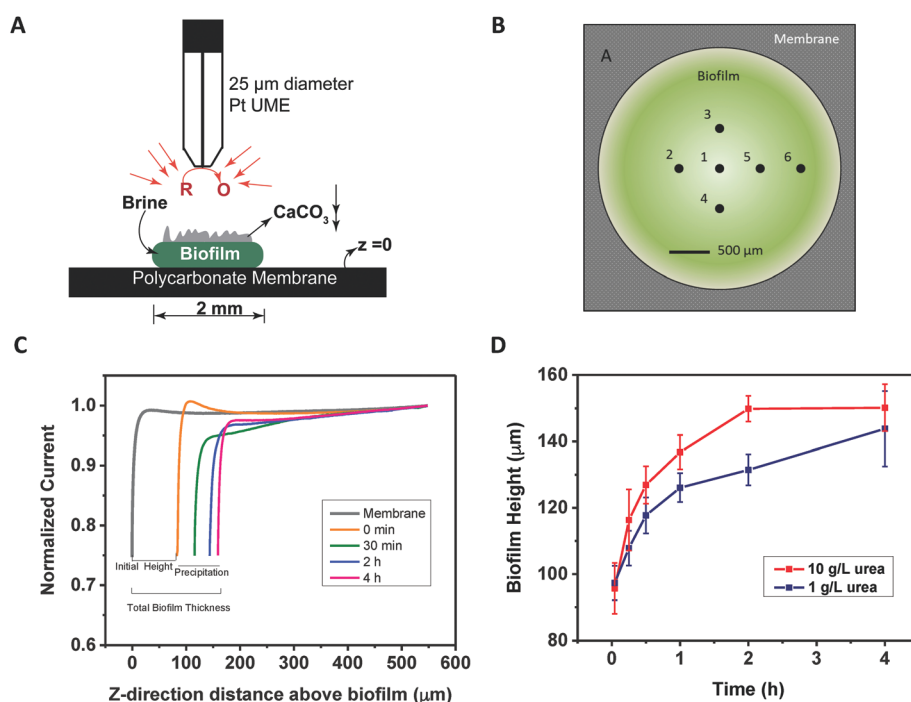 A
25 μm diameter
Pt UME
R
O
Brine
CaCO3
Biofilm
z =0
Polycarbonate Membrane
2 mm
B
Membrane
A
Biofilm
3
2
1
5
6
4
500 μm
C
Normalized Current
1.0
0.9
0.8
0.7
0.6
Membrane
0 min
30 min
2 h
4 h
Initial Height
Precipitation
Total Biofilm Thickness
0
100
200
300
400
500
600
Z-direction distance above biofilm (μm)
D
Biofilm Height (μm)
160
140
120
100
80
10 g/L urea
1 g/L urea
0
1
2
3
4
Time (h)